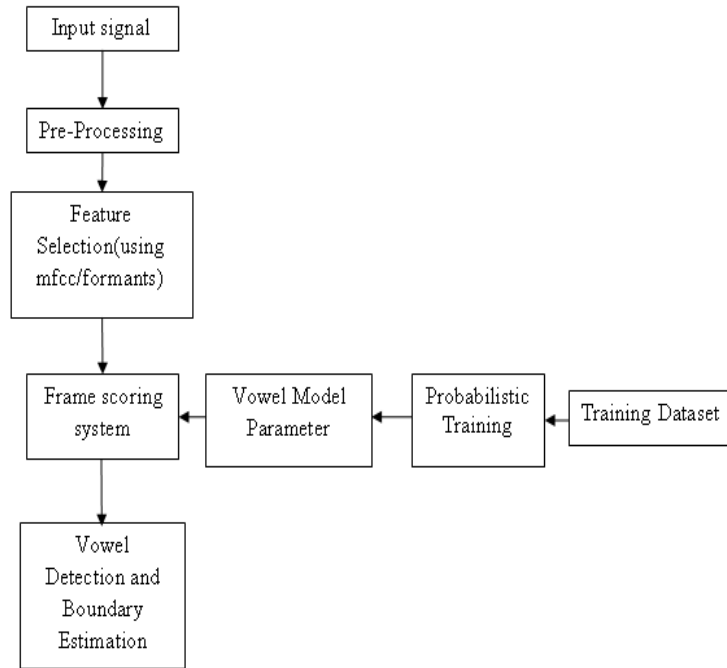 Input signal
Pre-Processing
Feature
Selection(using
mfcc/formants)
Frame scoring
system
Vowel Model
Parameter
Probabilistic
Training
Training Dataset
Vowel
Detection and
Boundary
Estimation